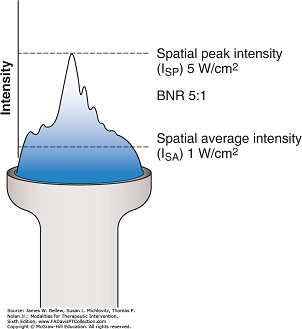 Intensity
Spatial peak intensity
(ISP) 5 W/cm2
BNR 5:1
Spatial average intensity
(ISA) 1 W/cm2
Source: James W. Bellew, Susan L. Michlovitz, Thomas P.
Nolan Jr.: Modalities for Therapeutic Intervention,
Sixth Edition, www.FADavisPTCollection.com
Copyright © McGraw-Hill Education. All rights reserved.